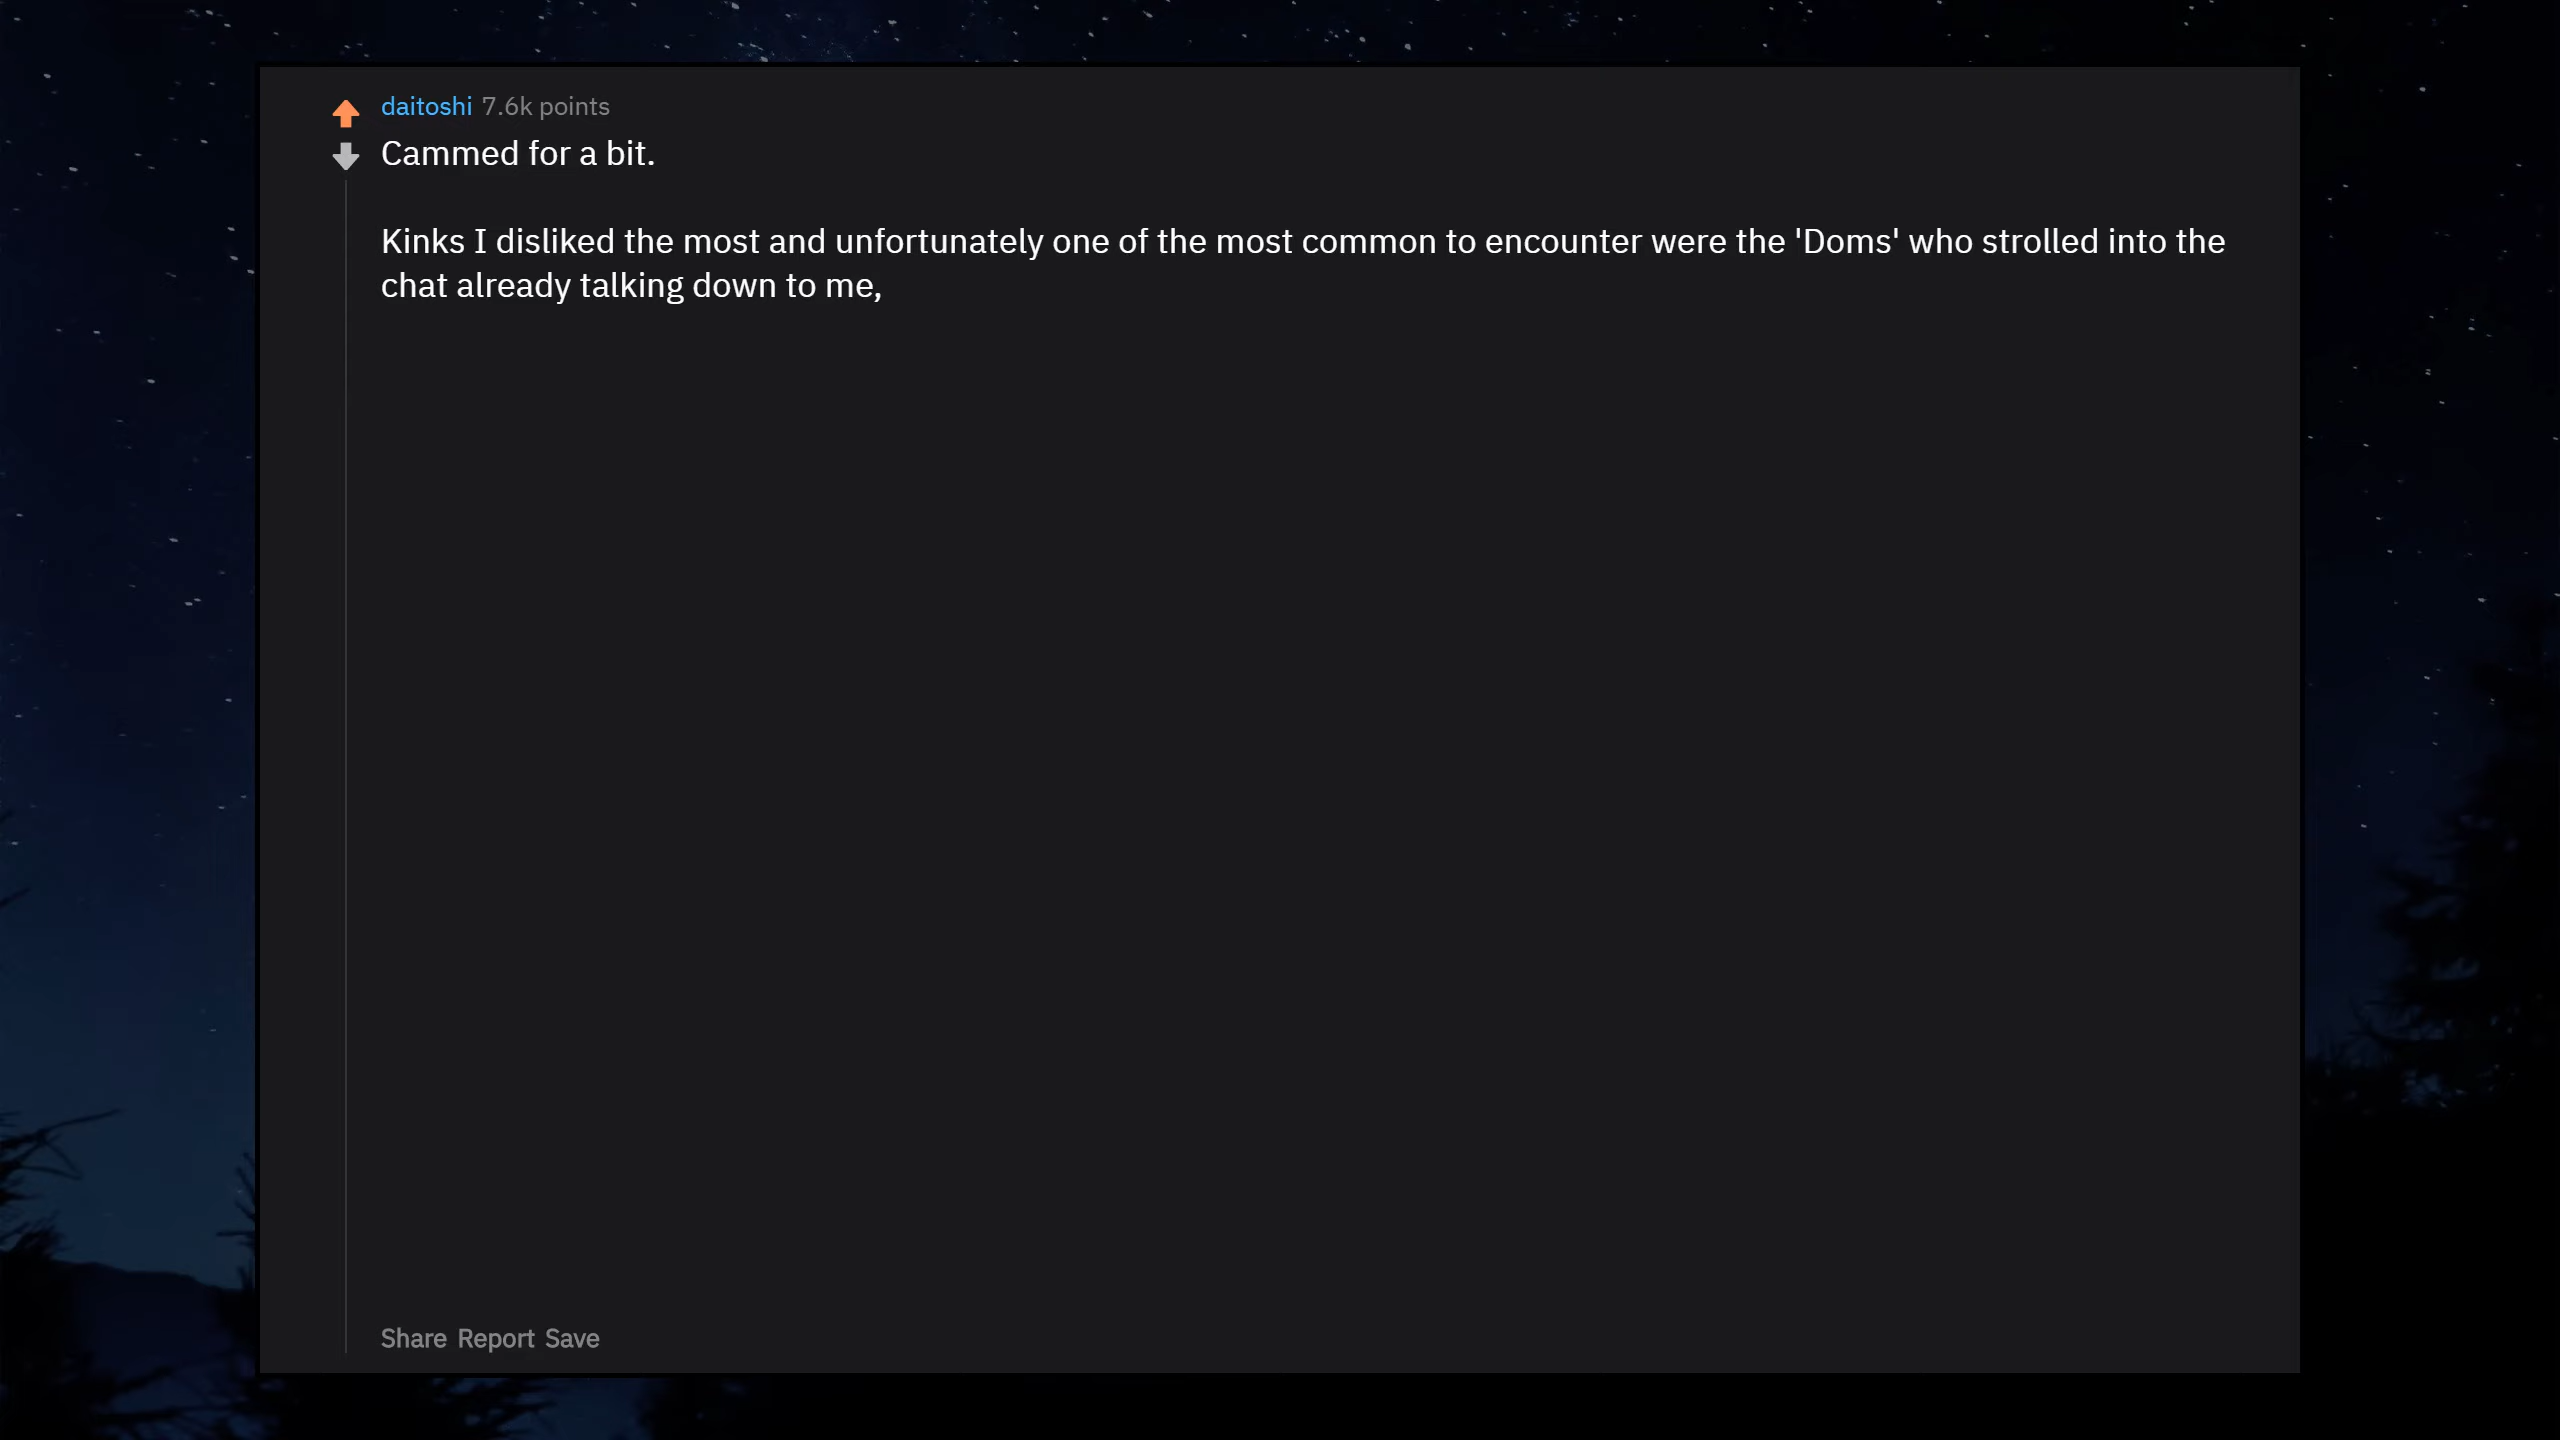 daitoshi 7.6k points
Cammed for a bit.
Kinks I disliked the most and unfortunately one of the most common to encounter were the 'Doms' who strolled into the
chat already talking down to me,
Share Report Save